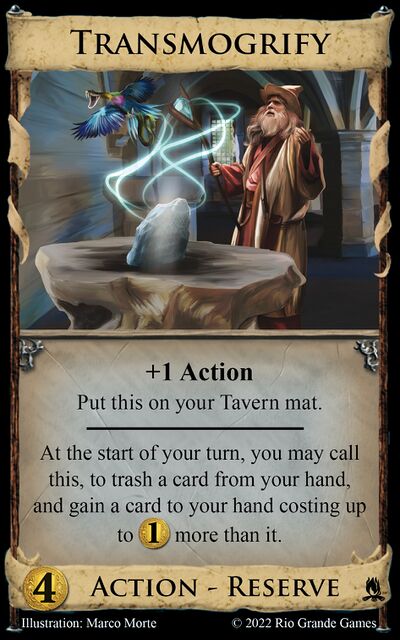 TRANSMOGRIFY
+1 Action
Put this on your Tavern mat.
At the start of your turn, you may call
this, to trash a card from your hand,
and gain a card to your hand costing up
to 1 more than it.
4 ACTION - RESERVE
Illustration: Marco Morte © 2022 Rio Grande Games